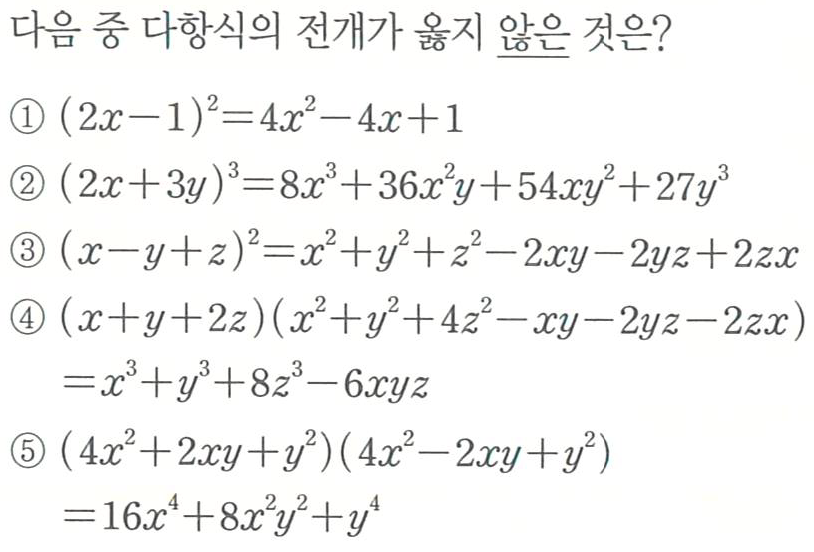 다음 중 다항식의 전개가 옳지 않은 것은?
① (2x−1)²=4x²−4x+1
② (2x+3y)³=8x³+36x²y+54xy²+27y³
③ (x−y+z)²=x²+y²+z²−2xy−2yz+2zx
④ (x+y+2z)(x²+y²+4z²−xy−2yz−2zx)
=x³+y³+8z³−6xyz
⑤ (4x²+2xy+y²)(4x²−2xy+y²)
=16x⁴+8x²y²+y⁴